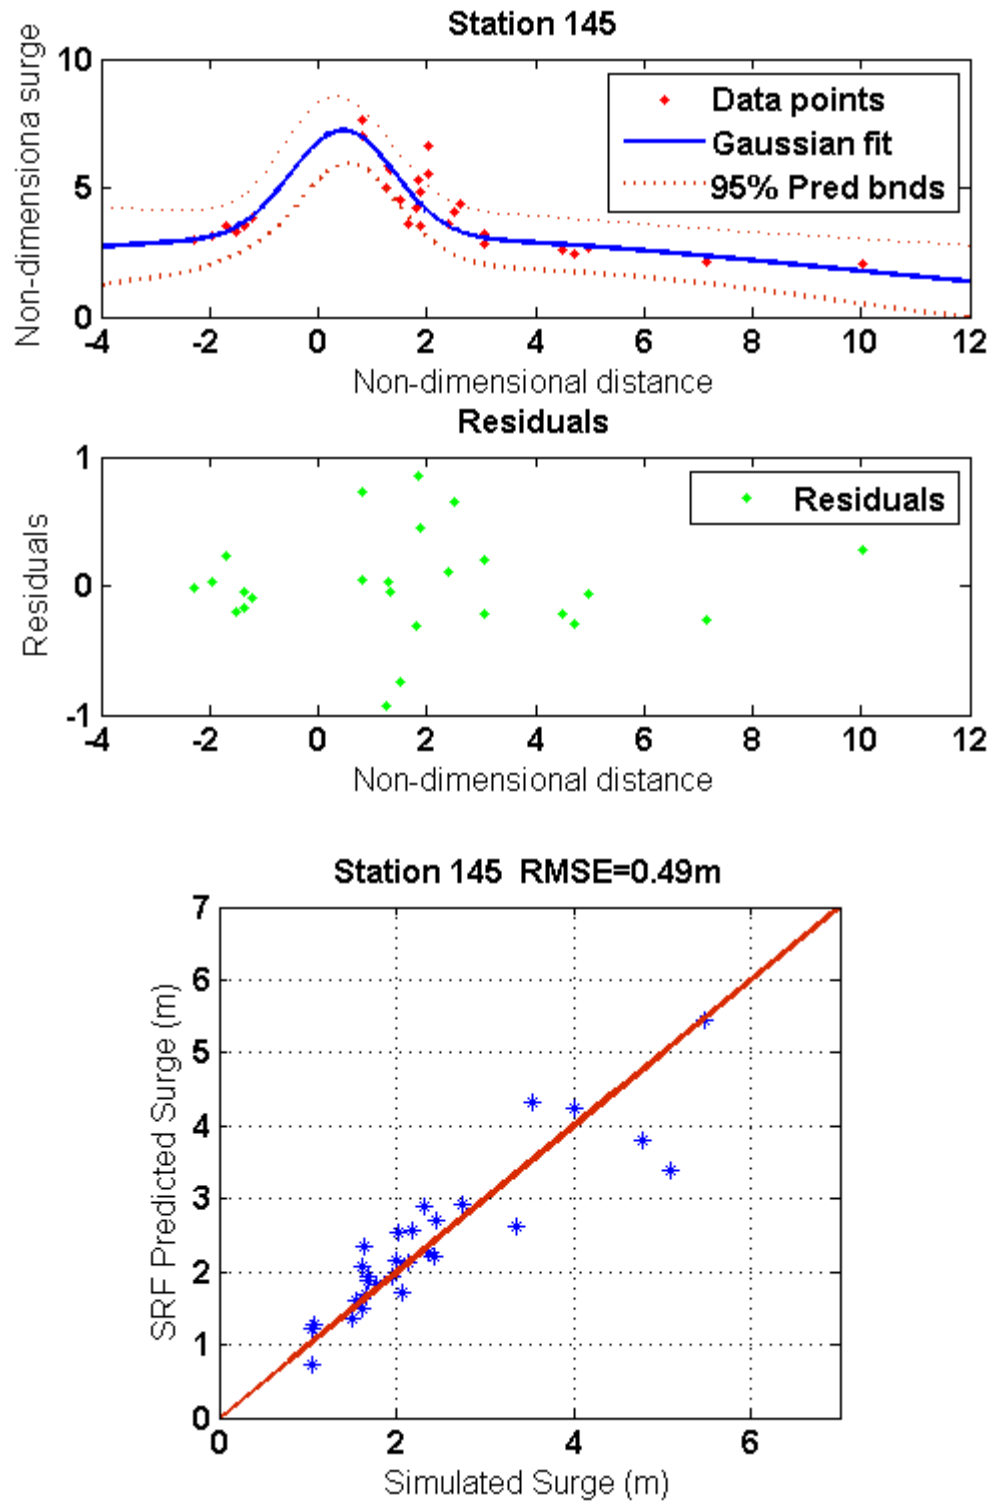 Station 145
Non-dimensiona surge
10
5
0
Data points
Gaussian fit
95% Pred bnds
-4 -2 0 2 4 6 8 10 12
Non-dimensional distance
Residuals
Residuals
1
0
-1
Residuals
-4 -2 0 2 4 6 8 10 12
Non-dimensional distance
Station 145 RMSE=0.49m
SRF Predicted Surge (m)
7
6
5
4
3
2
1
0
0 2 4 6
Simulated Surge (m)